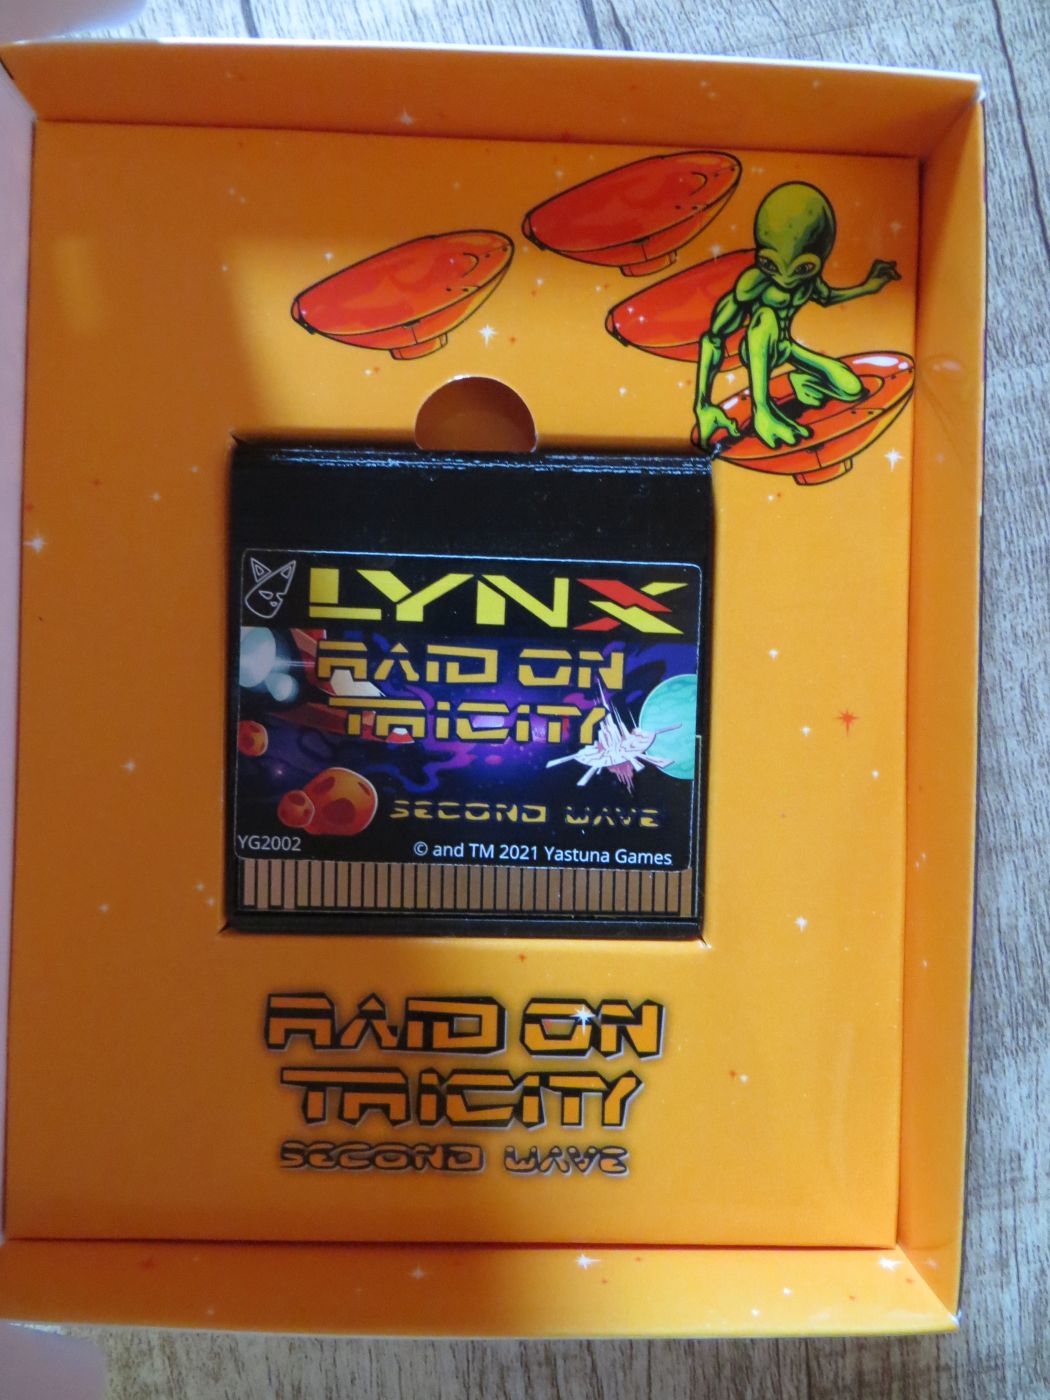 LYNX
RAID ON
TRICITY
SECOND WAVE
YG2002
© and TM 2021 Yastuna Games
RAID ON
TRICITY
SECOND WAVE